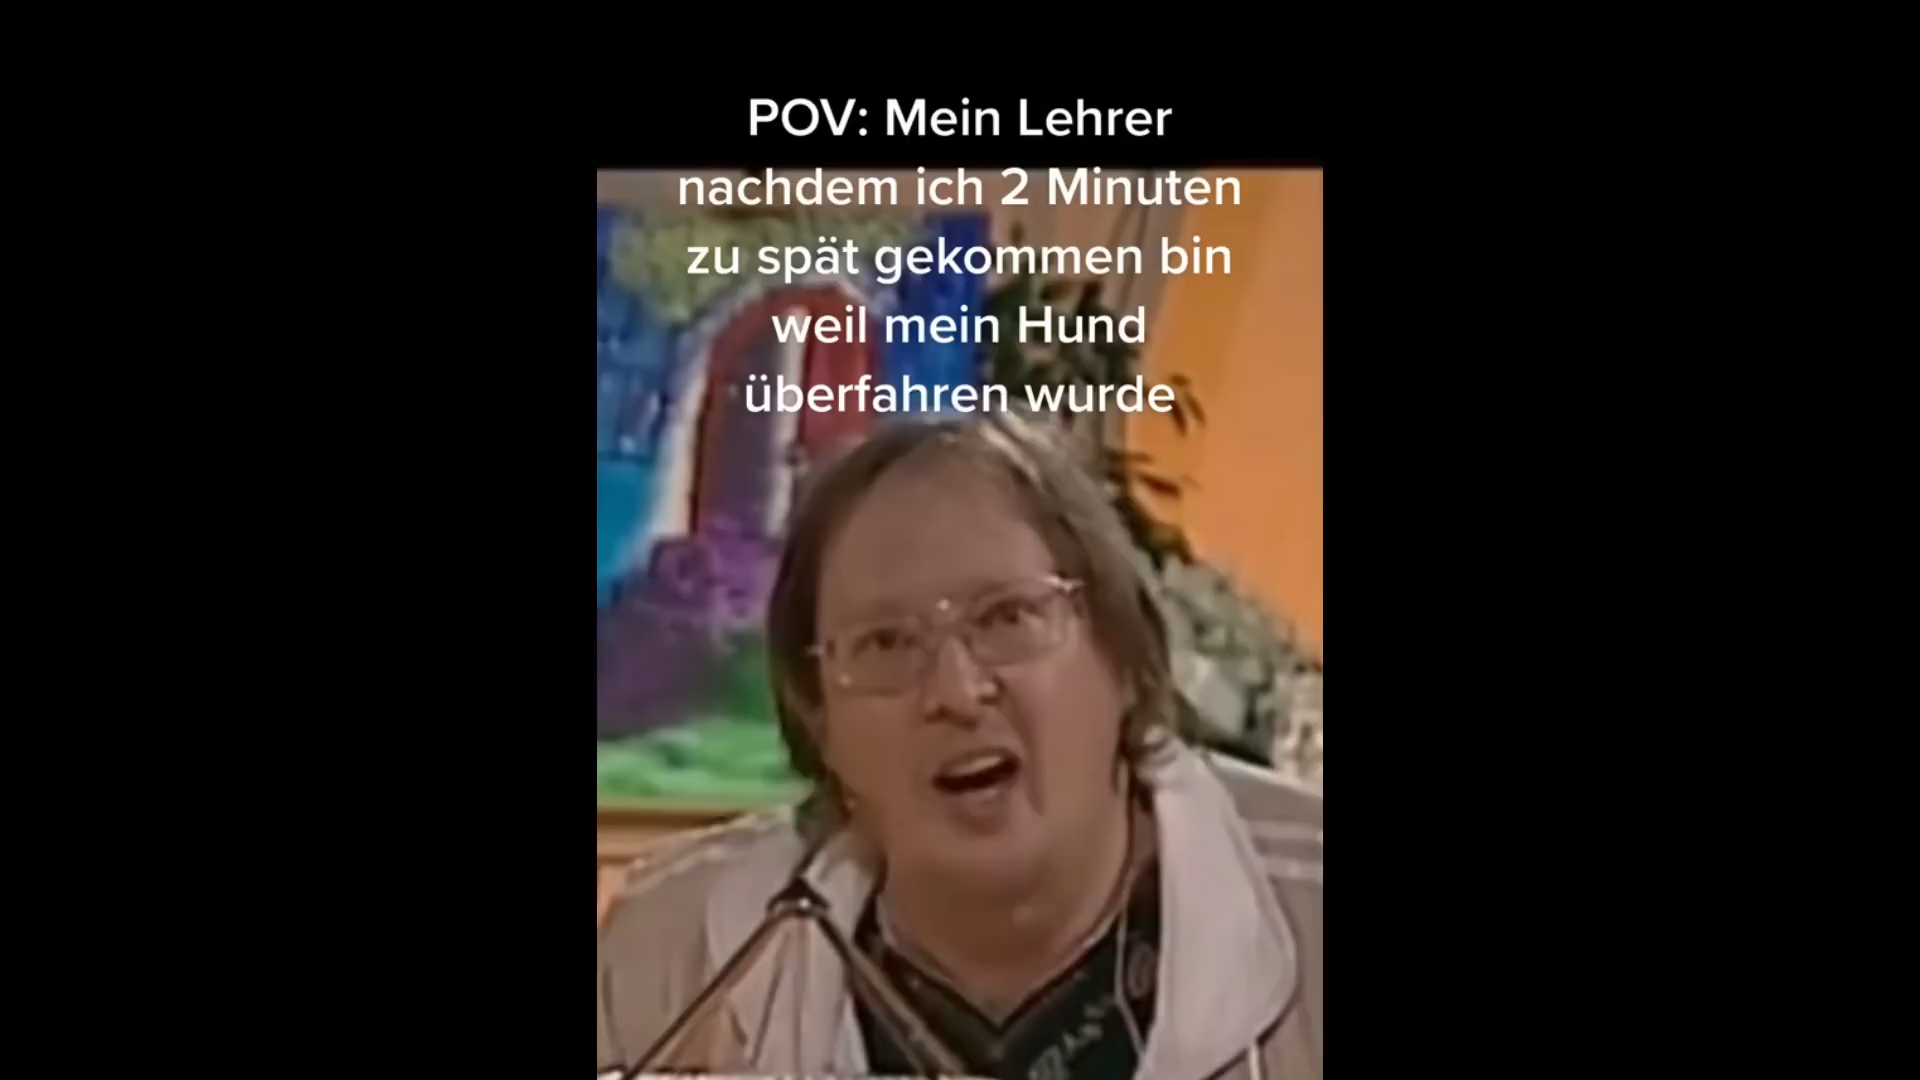 POV: Mein Lehrer
nachdem ich 2 Minuten
zu spät gekommen bin
weil mein Hund
überfahren wurde